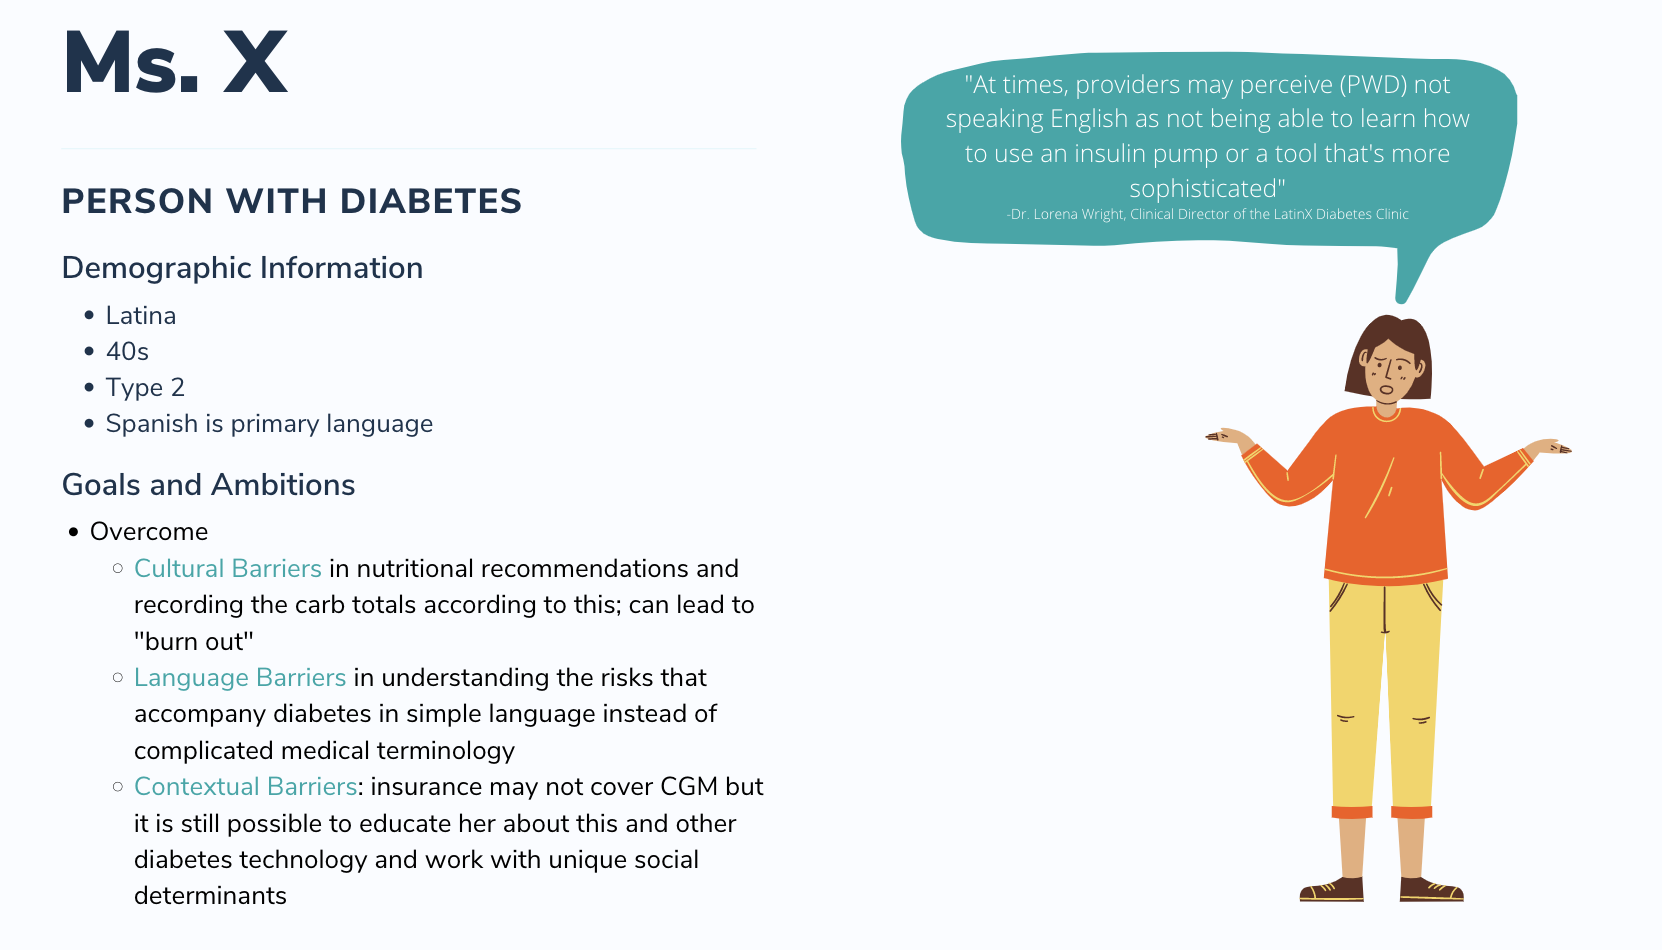 Ms. X
PERSON WITH DIABETES
Demographic Information
• Latina
• 40s
• Type 2
• Spanish is primary language
Goals and Ambitions
• Overcome
○ Cultural Barriers in nutritional recommendations and
recording the carb totals according to this; can lead to
"burn out"
○ Language Barriers in understanding the risks that
accompany diabetes in simple language instead of
complicated medical terminology
○ Contextual Barriers: insurance may not cover CGM but
it is still possible to educate her about this and other
diabetes technology and work with unique social
determinants
"At times, providers may perceive (PWD) not
speaking English as not being able to learn how
to use an insulin pump or a tool that's more
sophisticated"
-Dr. Lorena Wright, Clinical Director of the LatinX Diabetes Clinic